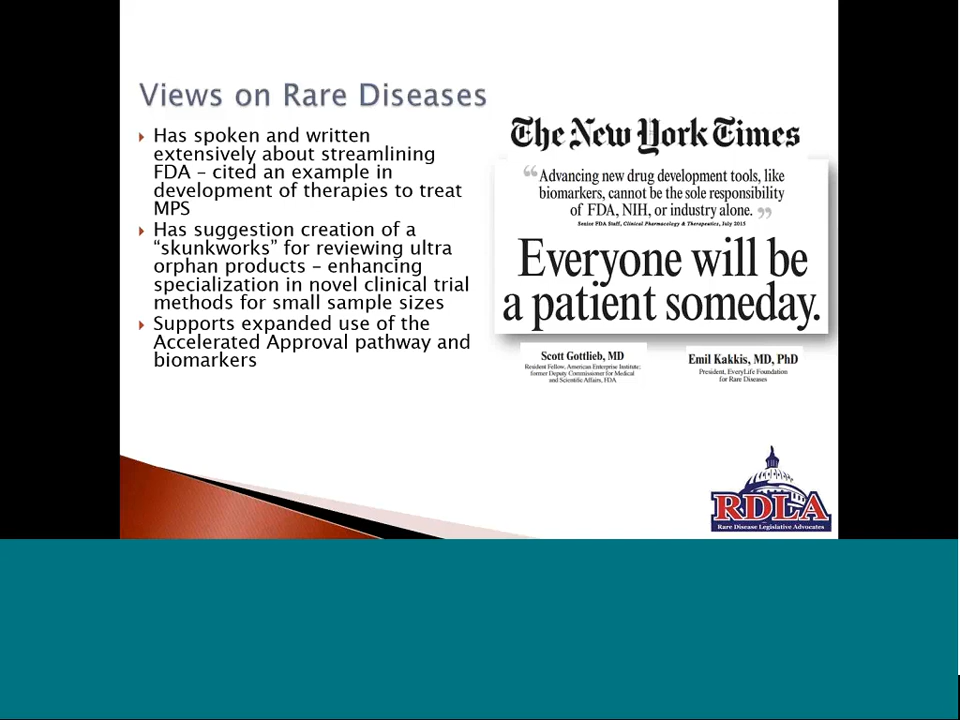 Views on Rare Diseases
Has spoken and written
extensively about streamlining
FDA – cited an example in
development of therapies to treat
MPS
Has suggestion creation of a
“skunkworks” for reviewing ultra
orphan products – enhancing
specialization in novel clinical trial
methods for small sample sizes
Supports expanded use of the
Accelerated Approval pathway and
biomarkers
The New York Times
“Advancing new drug development tools, like
biomarkers, cannot be the sole responsibility
of FDA, NIH, or industry alone.”
Senior FDA Staff, Clinical Pharmacology & Therapeutics, July 2015
Everyone will be
a patient someday.
Scott Gottlieb, MD
Resident Fellow, American Enterprise Institute;
former Deputy Commissioner for Medical
and Scientific Affairs, FDA
Emil Kakkis, MD, PhD
President, EveryLife Foundation
for Rare Diseases
RDLA
Rare Disease Legislative Advocates